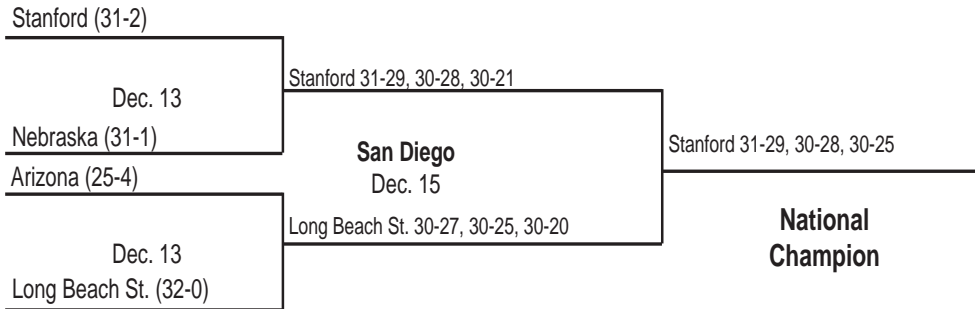 Stanford (31-2)
Dec. 13
Nebraska (31-1)
Stanford 31-29, 30-28, 30-21
Arizona (25-4)
Dec. 13
Long Beach St. (32-0)
Long Beach St. 30-27, 30-25, 30-20
San Diego
Dec. 15
Stanford 31-29, 30-28, 30-25
National
Champion